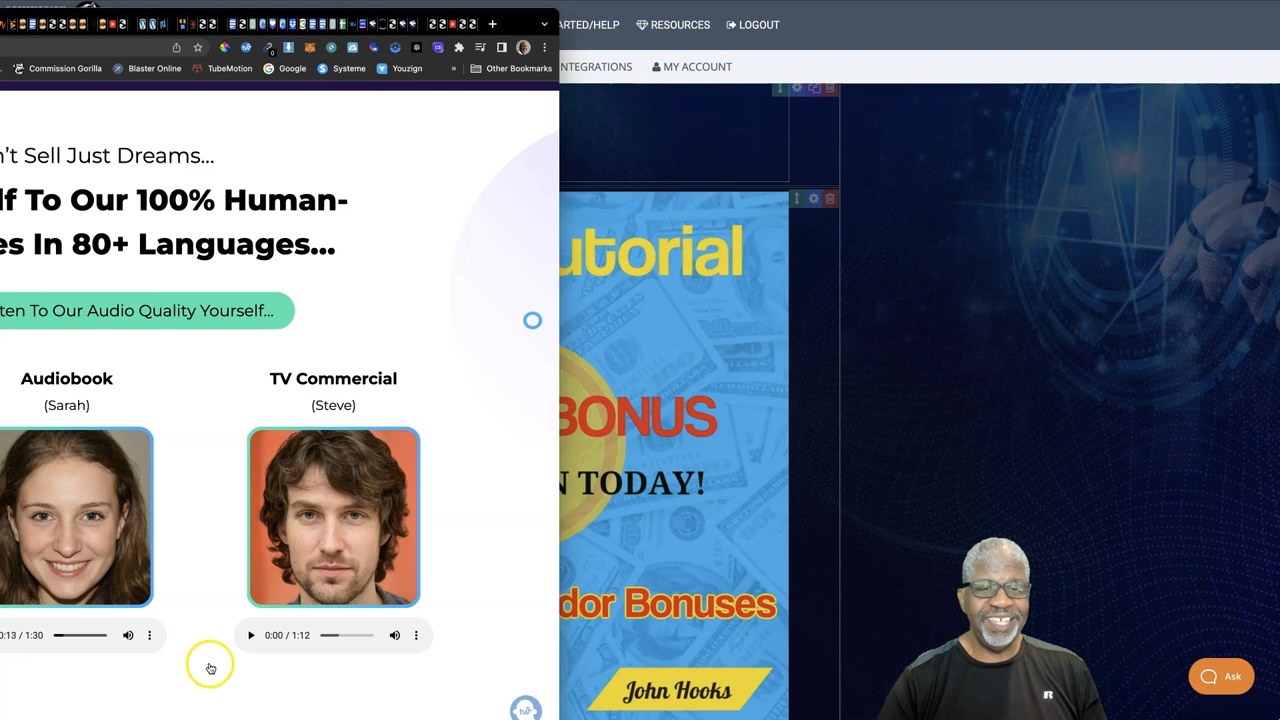 ARTED/HELP
RESOURCES
LOGOUT
Commission Gorilla
Blaster Online
TubeMotion
Google
Systeme
Youzign
»
Other Bookmarks
NTEGRATIONS
MY ACCOUNT
n't Sell Just Dreams...
lf To Our 100% Human-
es In 80+ Languages...
ten To Our Audio Quality Yourself...
Audiobook
(Sarah)
TV Commercial
(Steve)
0:13 / 1:30
0:00 / 1:12
utorial
BONUS
N TODAY!
dor Bonuses
John Hooks
AI
R
Ask
tw